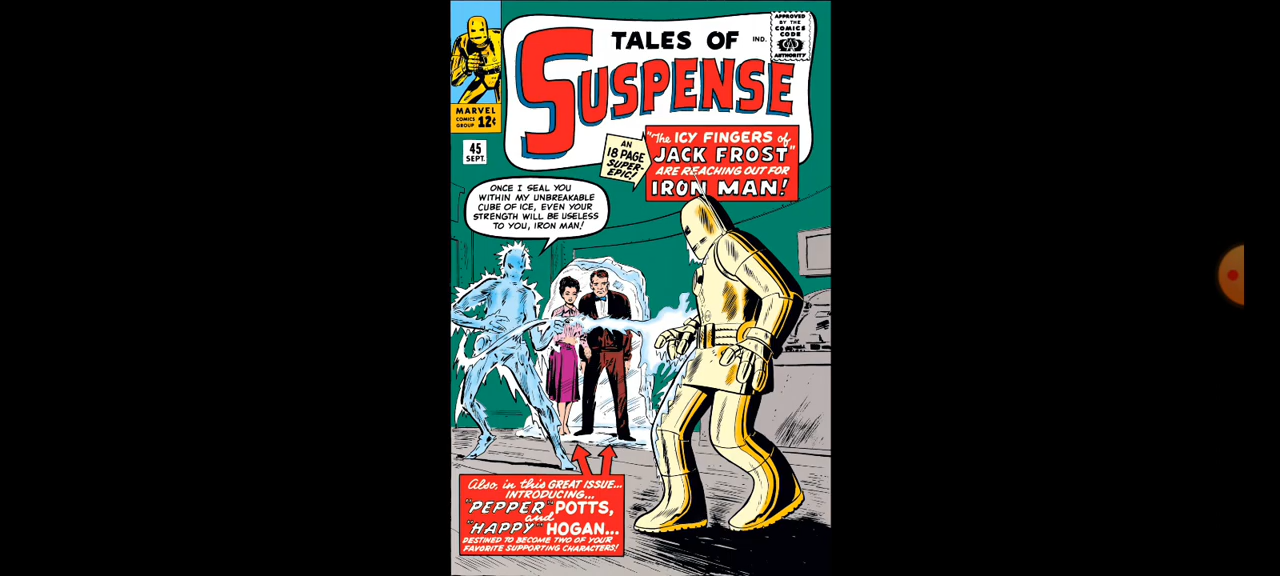 TALES OF
SUSPENSE
IND.
APPROVED
BY THE
COMICS
CODE
AUTHORITY
MARVEL
COMICS
GROUP 12¢
45
SEPT.
AN
18 PAGE
SUPER-
EPIC!
"The ICY FINGERS of
JACK FROST"
ARE REACHING OUT FOR
IRON MAN!
ONCE I SEAL YOU
WITHIN MY UNBREAKABLE
CUBE OF ICE, EVEN YOUR
STRENGTH WILL BE USELESS
TO YOU, IRON MAN!
Also, in this GREAT ISSUE...
INTRODUCING...
"PEPPER" POTTS,
and
"HAPPY" HOGAN...
DESTINED TO BECOME TWO OF YOUR
FAVORITE SUPPORTING CHARACTERS!